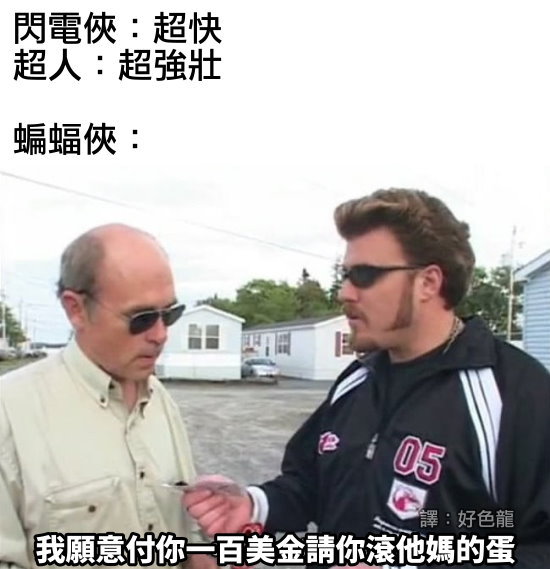 閃電俠：超快
超人：超強壯
蝙蝠俠：
05
譯：好色龍
我願意付你一百美金請你滾他媽的蛋